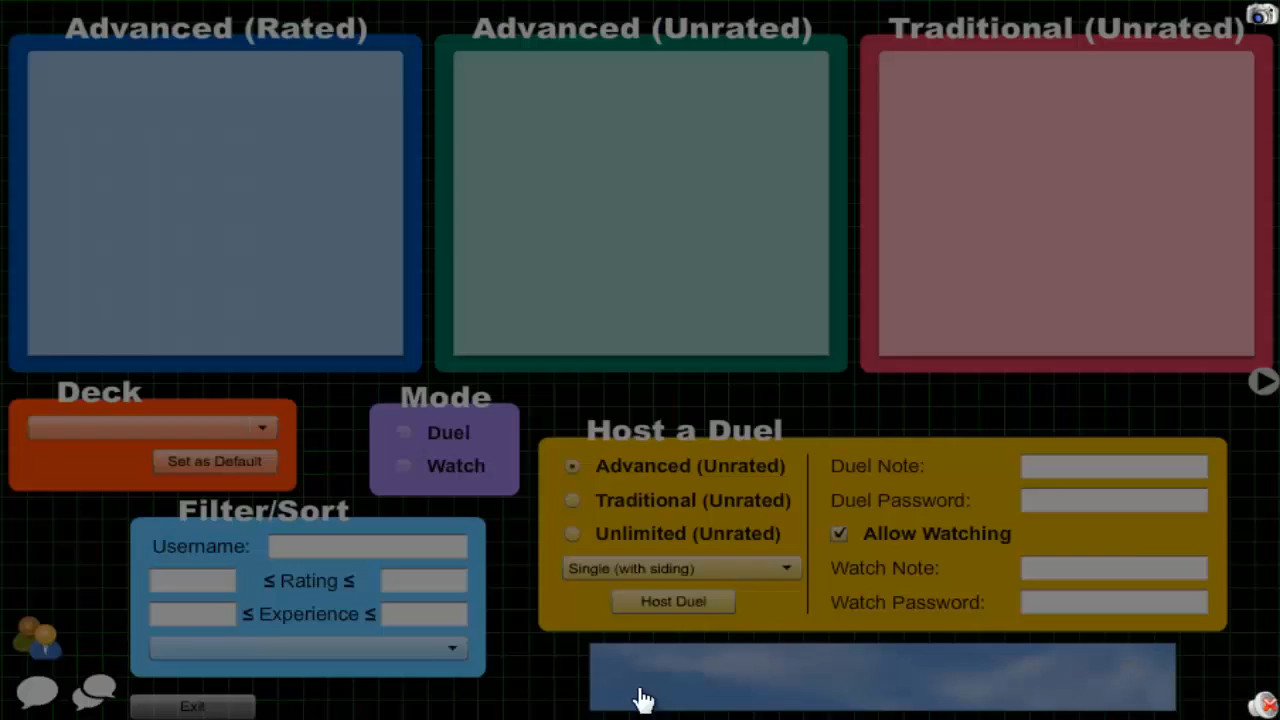 Advanced (Rated)
Advanced (Unrated)
Traditional (Unrated)
Deck
Set as Default
Mode
Duel
Watch
Filter/Sort
Username:
≤ Rating ≤
≤ Experience ≤
Host a Duel
Advanced (Unrated)
Traditional (Unrated)
Unlimited (Unrated)
Single (with siding)
Host Duel
Duel Note:
Duel Password:
Allow Watching
Watch Note:
Watch Password:
Exit